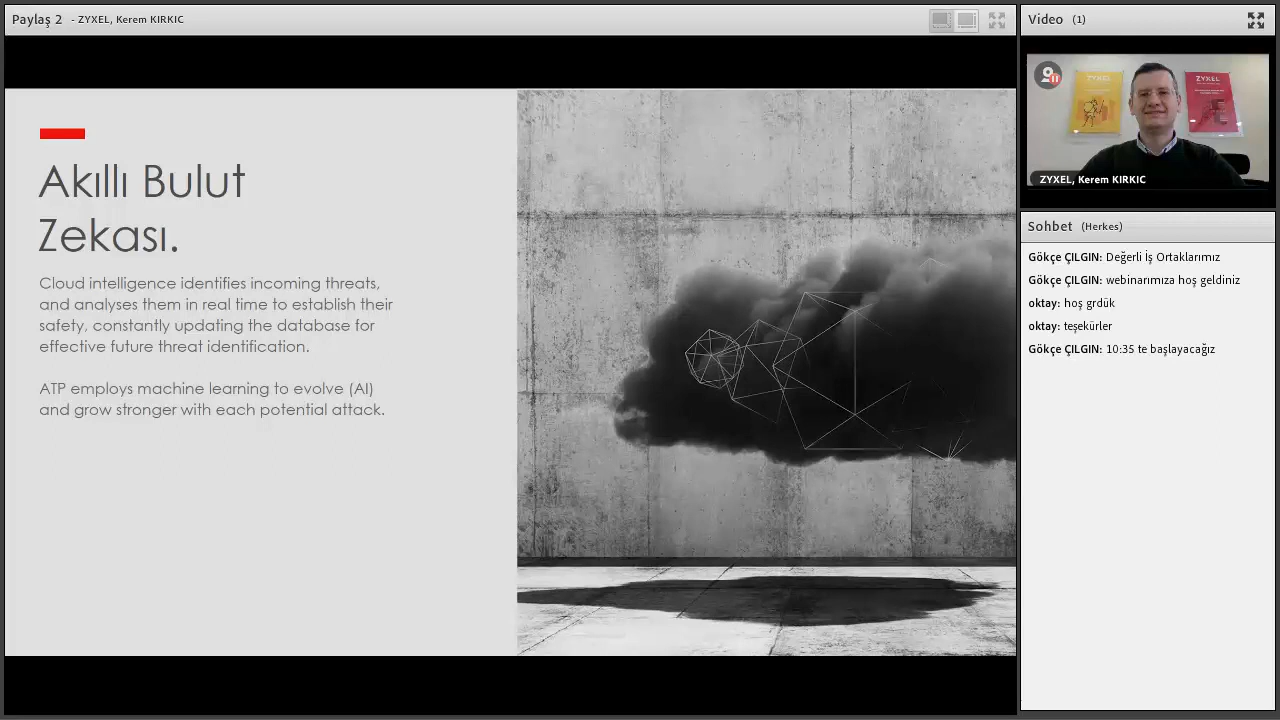 Paylaş 2 - ZYXEL, Kerem KIRKIC
Akıllı Bulut
Zekası.
Cloud intelligence identifies incoming threats,
and analyses them in real time to establish their
safety, constantly updating the database for
effective future threat identification.
ATP employs machine learning to evolve (AI)
and grow stronger with each potential attack.
Video (1)
ZYXEL
ZYXEL
ZYXEL, Kerem KIRKIC
Sohbet (Herkes)
Gökçe ÇILGIN: Değerli İş Ortaklarımız
Gökçe ÇILGIN: webinarımıza hoş geldiniz
oktay: hoş grdük
oktay: teşekürler
Gökçe ÇILGIN: 10:35 te başlayacağız